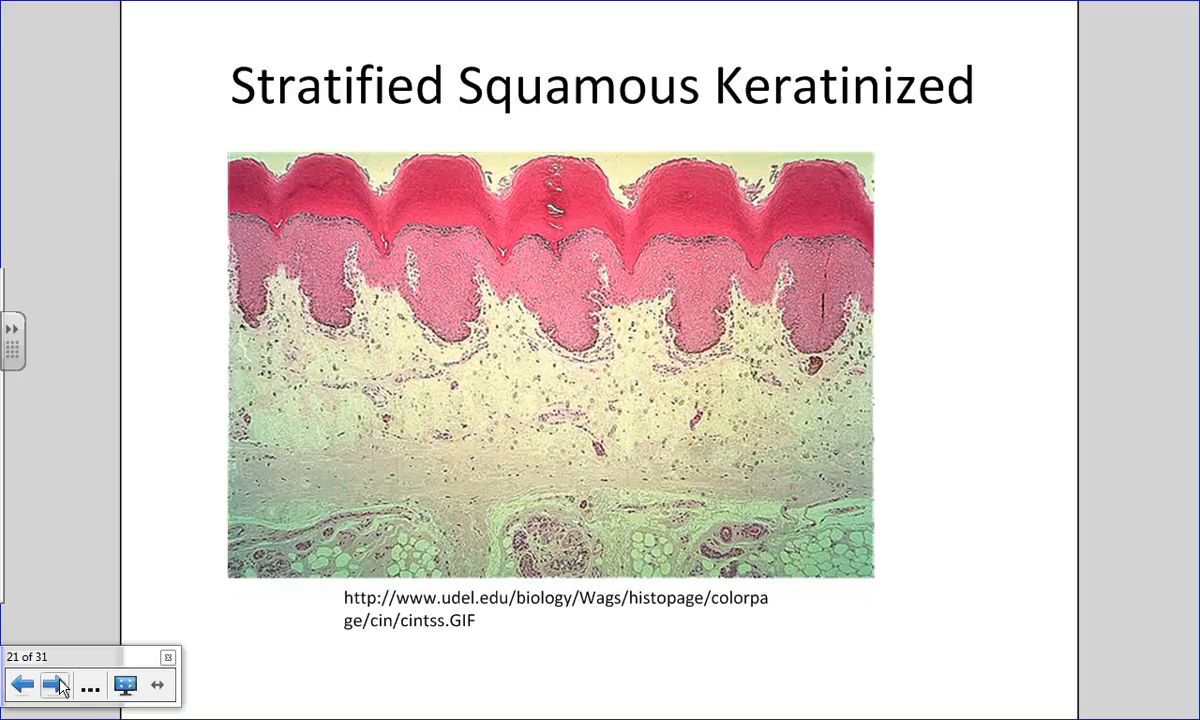 Stratified Squamous Keratinized
http://www.udel.edu/biology/Wags/histopage/colorpa
ge/cin/cintss.GIF
21 of 31
...